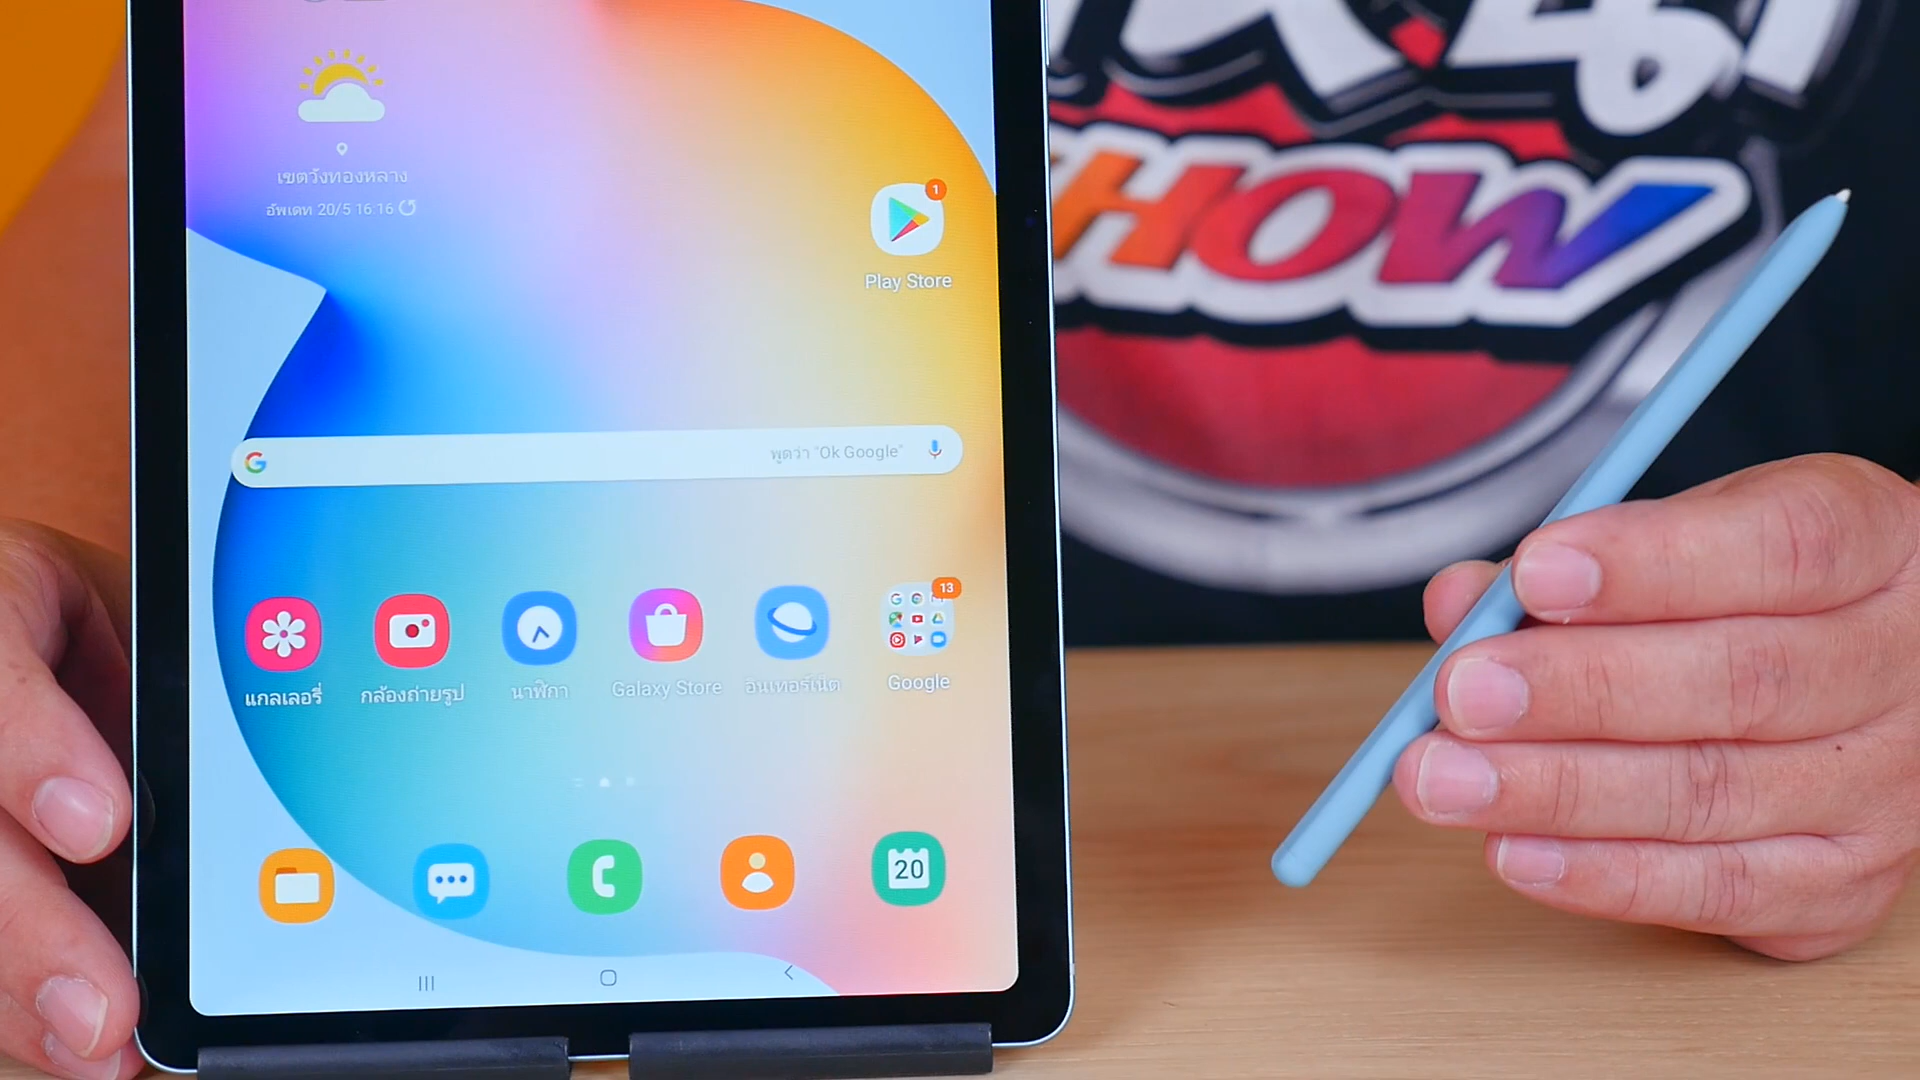 เขตวังทองหลาง
อัพเดท 20/5 16:16
1
Play Store
SHOW
G
พูดว่า "Ok Google"
13
แกลเลอรี่
กล้องถ่ายรูป
นาฬิกา
Galaxy Store
อินเทอร์เน็ต
Google
20